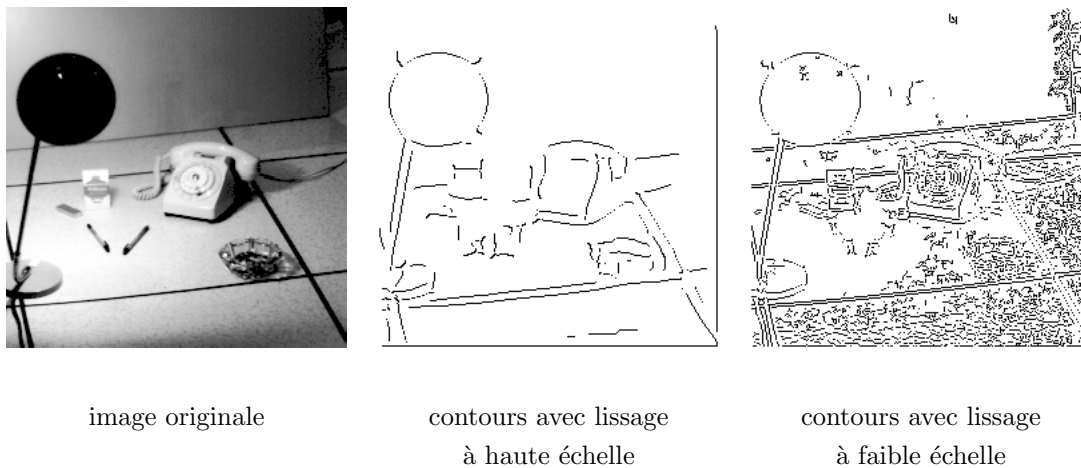 image originale
contours avec lissage
à haute échelle
contours avec lissage
à faible échelle